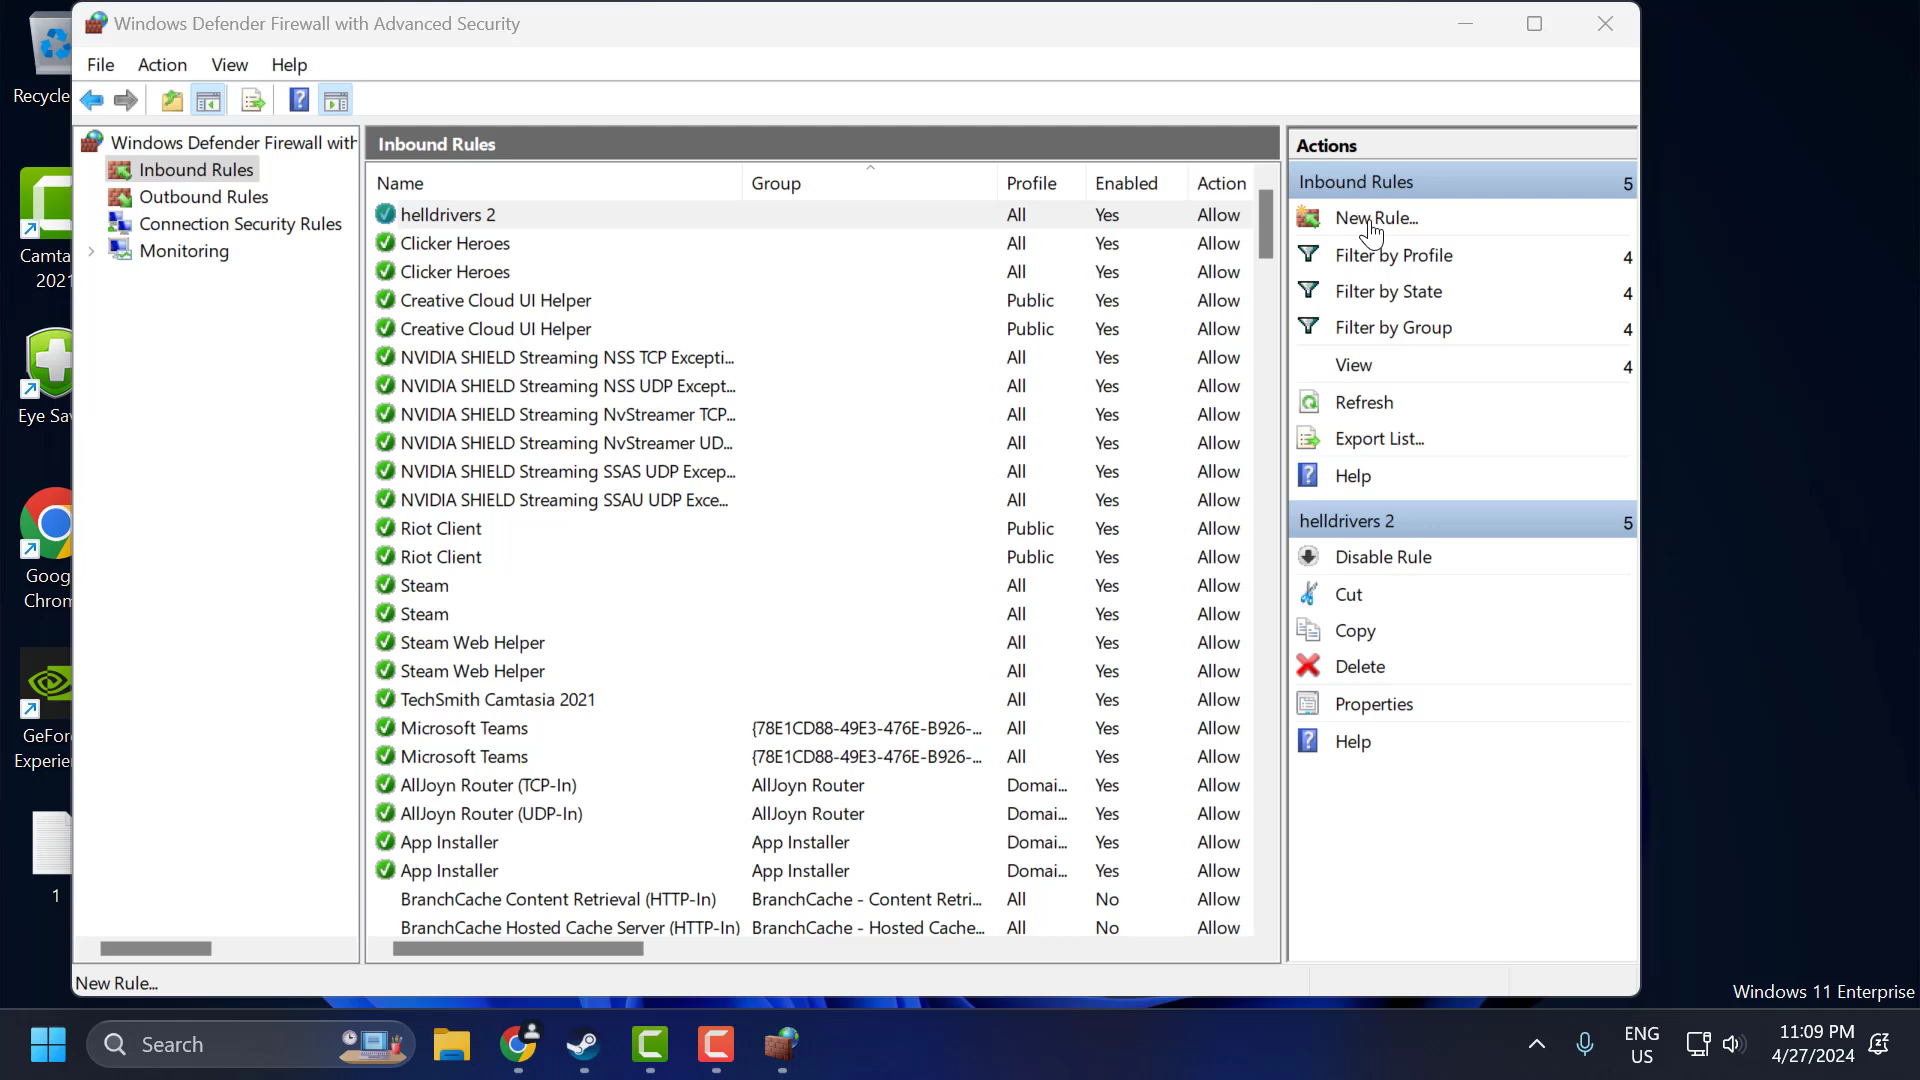 Windows Defender Firewall with Advanced Security
File Action View Help
Recycle
Camta
2021
Eye Sav
Goog
Chrom
GeFor
Experie
1
Windows Defender Firewall with
Inbound Rules
Outbound Rules
Connection Security Rules
Monitoring
Inbound Rules
Name Group Profile Enabled Action
helldrivers 2 All Yes Allow
Clicker Heroes All Yes Allow
Clicker Heroes All Yes Allow
Creative Cloud UI Helper Public Yes Allow
Creative Cloud UI Helper Public Yes Allow
NVIDIA SHIELD Streaming NSS TCP Excepti... All Yes Allow
NVIDIA SHIELD Streaming NSS UDP Except... All Yes Allow
NVIDIA SHIELD Streaming NvStreamer TCP... All Yes Allow
NVIDIA SHIELD Streaming NvStreamer UD... All Yes Allow
NVIDIA SHIELD Streaming SSAS UDP Excep... All Yes Allow
NVIDIA SHIELD Streaming SSAU UDP Exce... All Yes Allow
Riot Client Public Yes Allow
Riot Client Public Yes Allow
Steam All Yes Allow
Steam All Yes Allow
Steam Web Helper All Yes Allow
Steam Web Helper All Yes Allow
TechSmith Camtasia 2021 All Yes Allow
Microsoft Teams {78E1CD88-49E3-476E-B926-... All Yes Allow
Microsoft Teams {78E1CD88-49E3-476E-B926-... All Yes Allow
AllJoyn Router (TCP-In) AllJoyn Router Domai... Yes Allow
AllJoyn Router (UDP-In) AllJoyn Router Domai... Yes Allow
App Installer App Installer Domai... Yes Allow
App Installer App Installer Domai... Yes Allow
BranchCache Content Retrieval (HTTP-In) BranchCache - Content Retri... All No Allow
BranchCache Hosted Cache Server (HTTP-In) BranchCache - Hosted Cache... All No Allow
Actions
Inbound Rules
New Rule...
Filter by Profile
Filter by State
Filter by Group
View
Refresh
Export List...
Help
helldrivers 2
Disable Rule
Cut
Copy
Delete
Properties
Help
New Rule...
Windows 11 Enterprise
Search
ENG
US
11:09 PM
4/27/2024